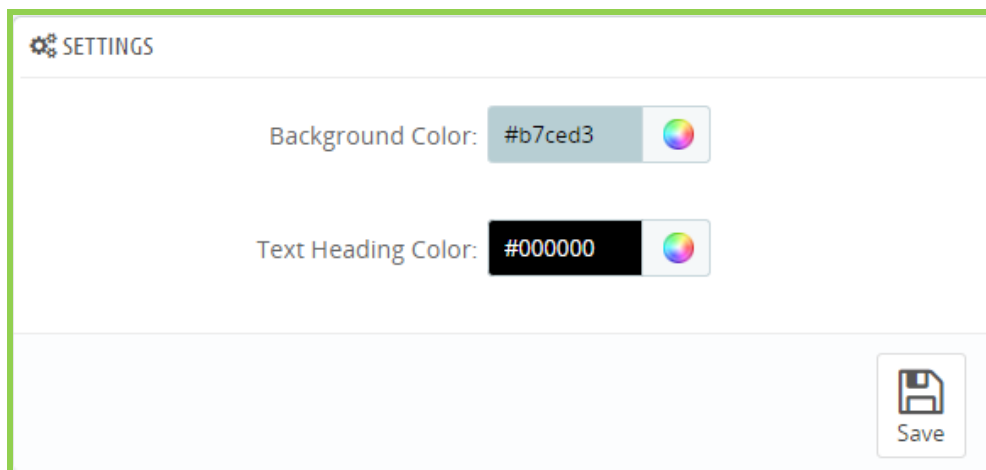 SETTINGS
Background Color: #b7ced3
Text Heading Color: #000000
Save